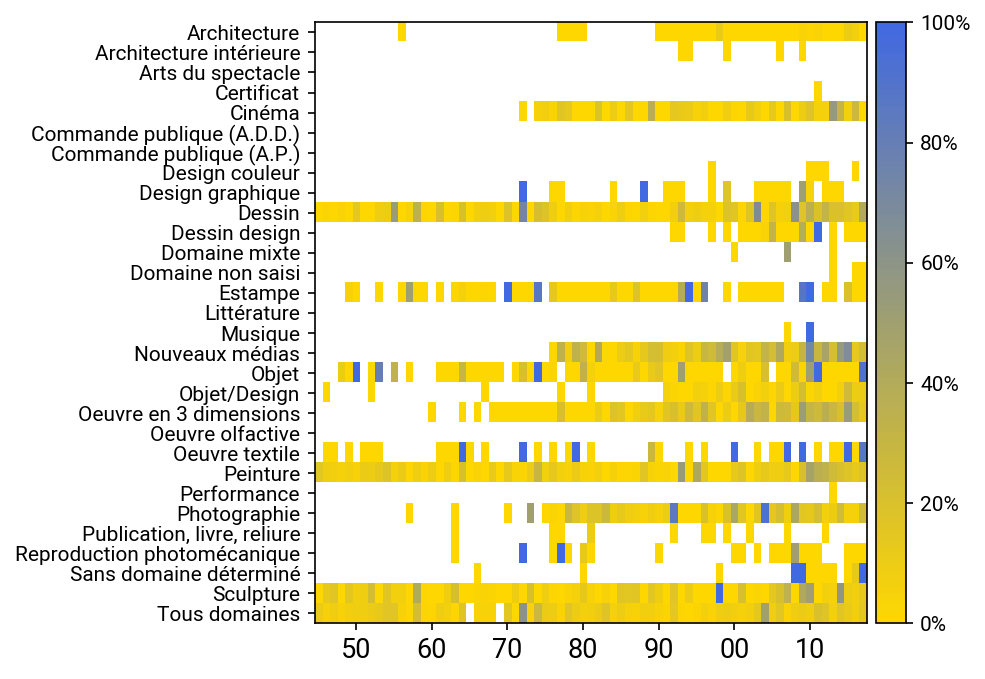 Architecture
Architecture intérieure
Arts du spectacle
Certificat
Cinéma
Commande publique (A.D.D.)
Commande publique (A.P.)
Design couleur
Design graphique
Dessin
Dessin design
Domaine mixte
Domaine non saisi
Estampe
Littérature
Musique
Nouveaux médias
Objet
Objet/Design
Oeuvre en 3 dimensions
Oeuvre olfactive
Oeuvre textile
Peinture
Performance
Photographie
Publication, livre, reliure
Reproduction photomécanique
Sans domaine déterminé
Sculpture
Tous domaines
50 60 70 80 90 00 10
100%
80%
60%
40%
20%
0%